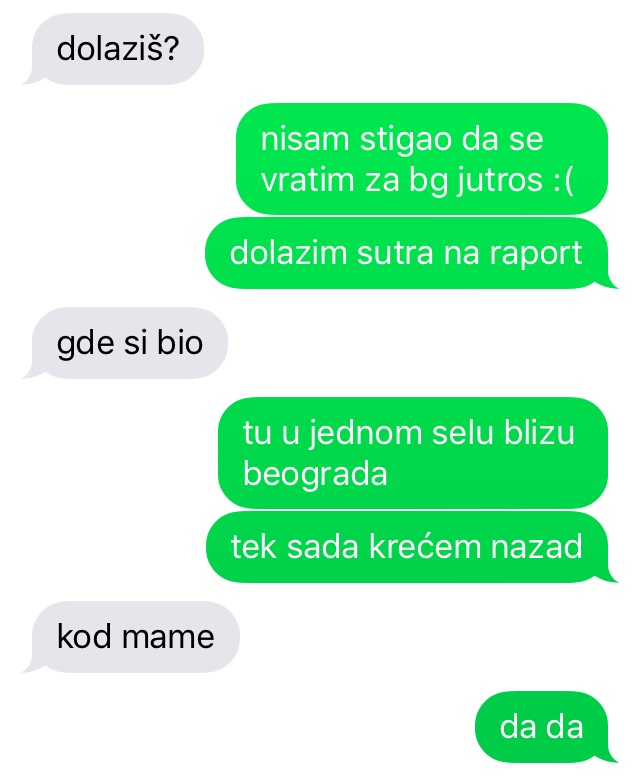 dolaziš?
nisam stigao da se
vratim za bg jutros :(
dolazim sutra na raport
gde si bio
tu u jednom selu blizu
beograda
tek sada krećem nazad
kod mame
da da